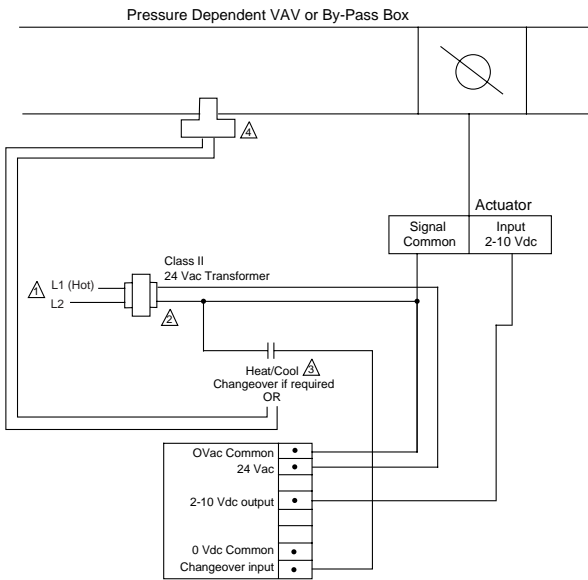 Pressure Dependent VAV or By-Pass Box
4
Actuator
Signal
Common
Input
2-10 Vdc
Class II
24 Vac Transformer
1
L1 (Hot)
L2
2
Heat/Cool
3
Changeover if required
OR
OVac Common
24 Vac
2-10 Vdc output
0 Vdc Common
Changeover input